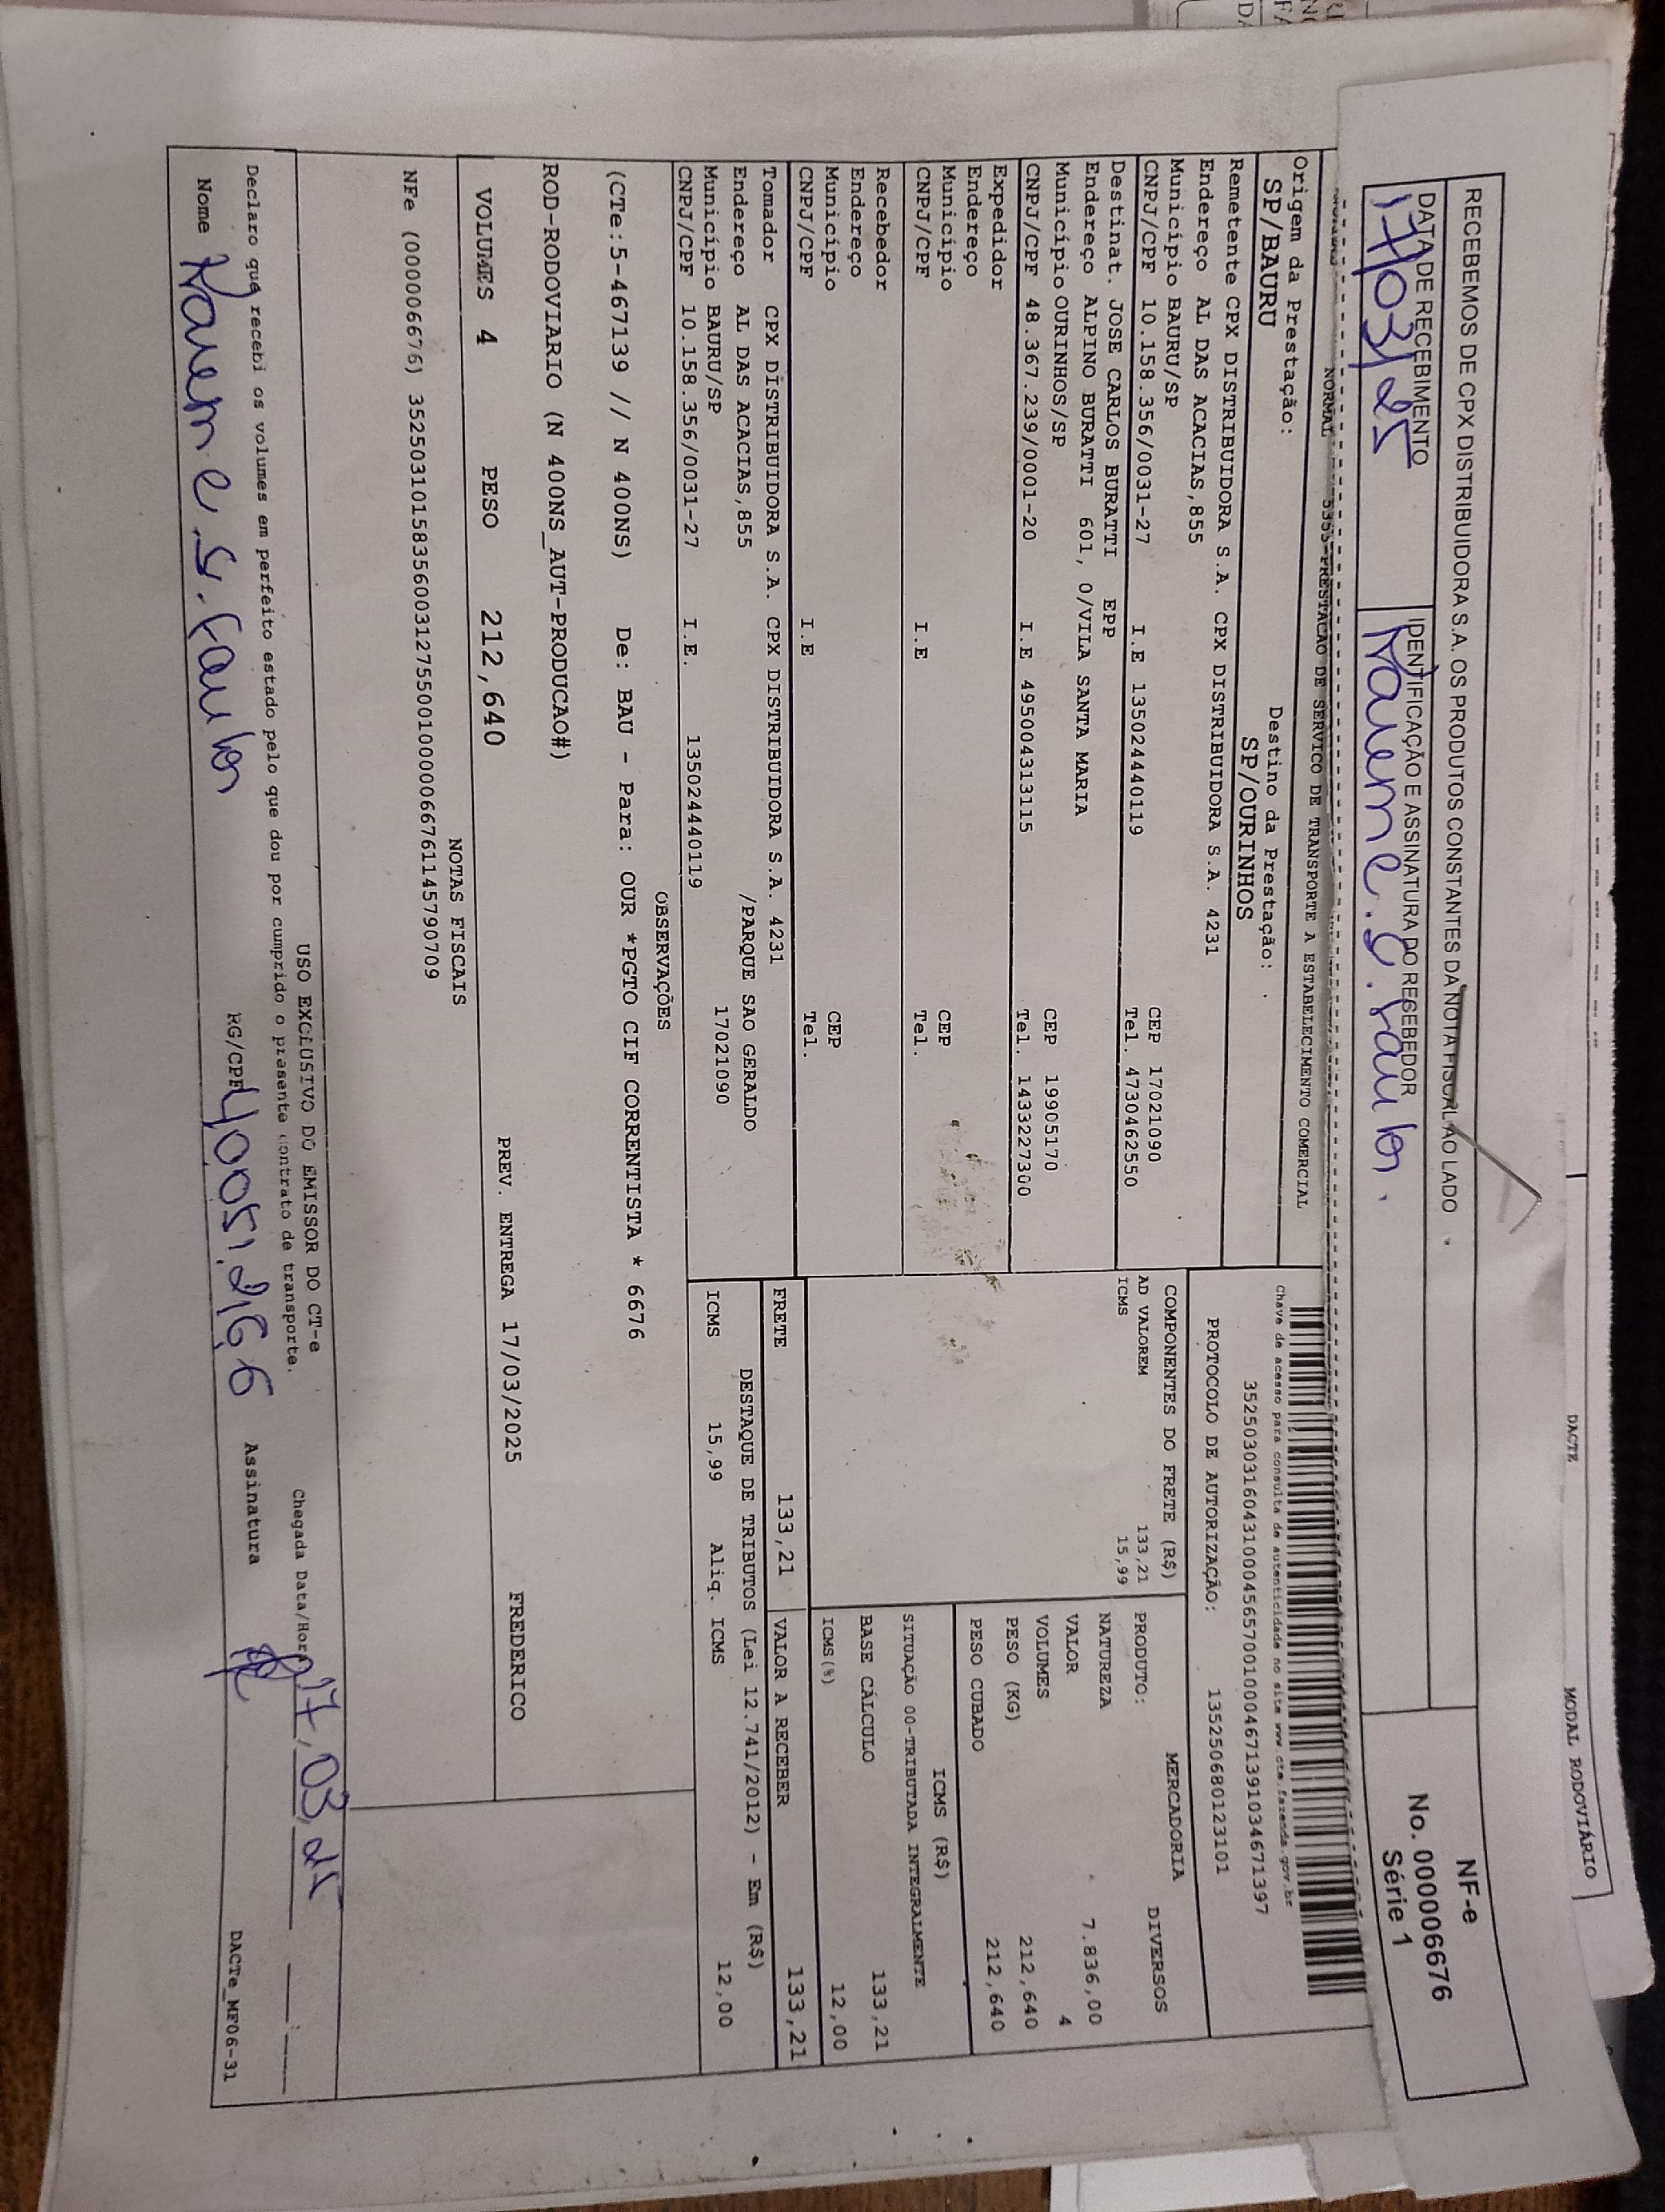 DACTE
MODAL RODOVIÁRIO
RECEBEMOS DE CPX DISTRIBUIDORA S.A. OS PRODUTOS CONSTANTES DA NOTA FISCAL AO LADO
DATA DE RECEBIMENTO
17/03/25
IDENTIFICAÇÃO E ASSINATURA DO RECEBEDOR
NF-e
No. 000006676
Série 1
NORMAL 5353-PRESTACAO DE SERVICO DE TRANSPORTE A ESTABELECIMENTO COMERCIAL
Origem da Prestação: Destino da Prestação:
SP/BAURU SP/OURINHOS
Remetente CPX DISTRIBUIDORA S.A. CPX DISTRIBUIDORA S.A. 4231
Endereço AL DAS ACACIAS,855
Município BAURU/SP CEP 17021090
CNPJ/CPF 10.158.356/0031-27 I.E 135024440119 Tel. 4730462550
Destinat. JOSE CARLOS BURATTI EPP
Endereço ALPINO BURATTI 601, 0/VILA SANTA MARIA
Município OURINHOS/SP CEP 19905170
CNPJ/CPF 48.367.239/0001-20 I.E 495004313115 Tel. 1433227300
Expedidor
Endereço
Município CEP
CNPJ/CPF I.E Tel.
Recebedor
Endereço
Município CEP
CNPJ/CPF I.E Tel.
Tomador CPX DISTRIBUIDORA S.A. CPX DISTRIBUIDORA S.A. 4231
Endereço AL DAS ACACIAS,855 /PARQUE SAO GERALDO
Município BAURU/SP 17021090
CNPJ/CPF 10.158.356/0031-27 I.E. 135024440119
Chave de acesso para consulta de autenticidade no site www.cte.fazenda.gov.br
35250303160431000456570010004671391034671397
PROTOCOLO DE AUTORIZAÇÃO: 135250680123101
COMPONENTES DO FRETE (R$)
AD VALOREM 133,21
ICMS 15,99
MERCADORIA
PRODUTO: DIVERSOS
NATUREZA
VALOR 7.836,00
VOLUMES 4
PESO (KG) 212,640
PESO CUBADO 212,640
ICMS (R$)
SITUAÇÃO 00-TRIBUTADA INTEGRALMENTE
BASE CÁLCULO 133,21
ICMS(%) 12,00
FRETE 133,21 VALOR A RECEBER 133,21
DESTAQUE DE TRIBUTOS (Lei 12.741/2012) - Em (R$)
ICMS 15,99 Aliq. ICMS 12,00
OBSERVAÇÕES
(CTe:5-467139 // N 400NS) De: BAU - Para: OUR *PGTO CIF CORRENTISTA * 6676
ROD-RODOVIARIO (N 400NS_AUT-PRODUCAO#)
VOLUMES 4 PESO 212,640 PREV. ENTREGA 17/03/2025 FREDERICO
NOTAS FISCAIS
NFe (000006676) 35250310158356003127550010000066761145790709
USO EXCLUSIVO DO EMISSOR DO CT-e
Declaro que recebi os volumes em perfeito estado pelo que dou por cumprido o presente contrato de transporte.
Chegada Data/Hora 17/03/25 ___:___
Nome RG/CPF Assinatura
DACTe_MF06-31